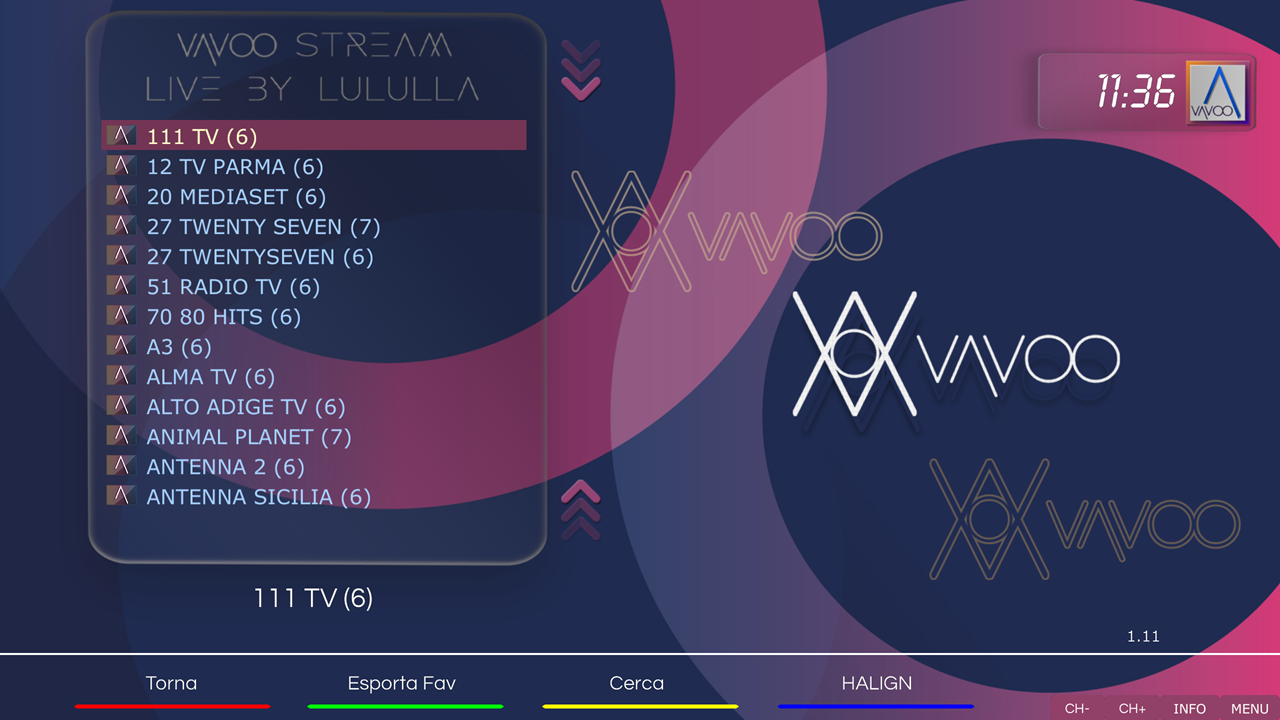 VAVOO STREAM
LIVE BY LULULLA
11:36
VAVOO
111 TV (6)
12 TV PARMA (6)
20 MEDIASET (6)
27 TWENTY SEVEN (7)
27 TWENTYSEVEN (6)
51 RADIO TV (6)
70 80 HITS (6)
A3 (6)
ALMA TV (6)
ALTO ADIGE TV (6)
ANIMAL PLANET (7)
ANTENNA 2 (6)
ANTENNA SICILIA (6)
VAVOO
VAVOO
VAVOO
111 TV (6)
1.11
Torna
Esporta Fav
Cerca
HALIGN
CH-
CH+
INFO
MENU